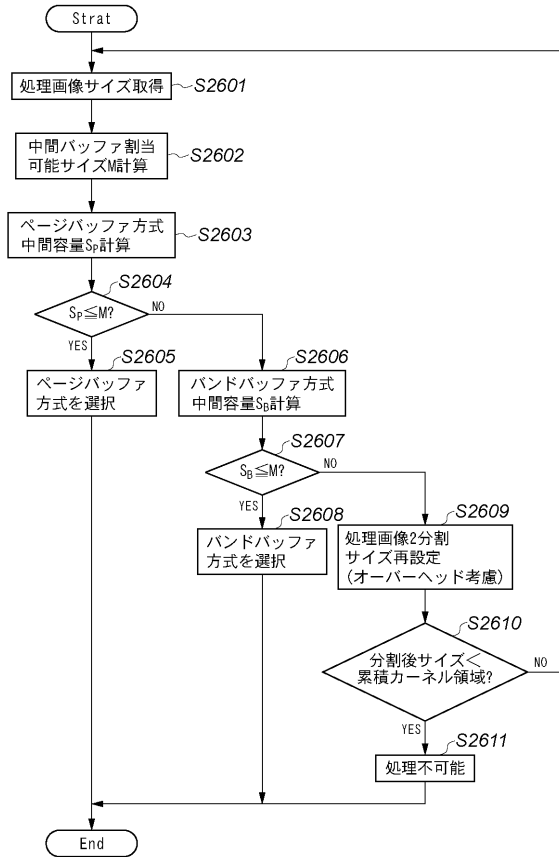 Strat
処理画像サイズ取得
S2601
中間バッファ割当
可能サイズM計算
S2602
ページバッファ方式
中間容量SP計算
S2603
SP≦M?
S2604
NO
YES
ページバッファ
方式を選択
S2605
バンドバッファ方式
中間容量SB計算
S2606
SB≦M?
S2607
NO
YES
バンドバッファ
方式を選択
S2608
処理画像2分割
サイズ再設定
(オーバーヘッド考慮)
S2609
分割後サイズ<
累積カーネル領域?
S2610
NO
YES
処理不可能
S2611
End